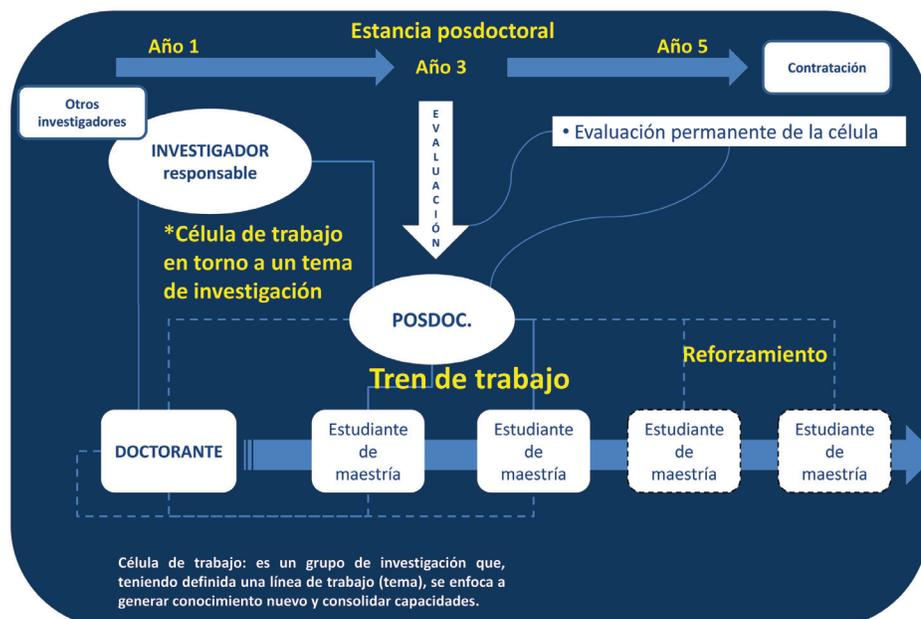 Estancia posdoctoral
Año 1
Año 3
Año 5
Contratación
Otros
investigadores
INVESTIGADOR
responsable
EVALUACIÓN
• Evaluación permanente de la célula
*Célula de trabajo
en torno a un tema
de investigación
POSDOC.
Reforzamiento
Tren de trabajo
DOCTORANTE
Estudiante
de
maestría
Estudiante
de
maestría
Estudiante
de
maestría
Estudiante
de
maestría
Célula de trabajo: es un grupo de investigación que,
teniendo definida una línea de trabajo (tema), se enfoca a
generar conocimiento nuevo y consolidar capacidades.